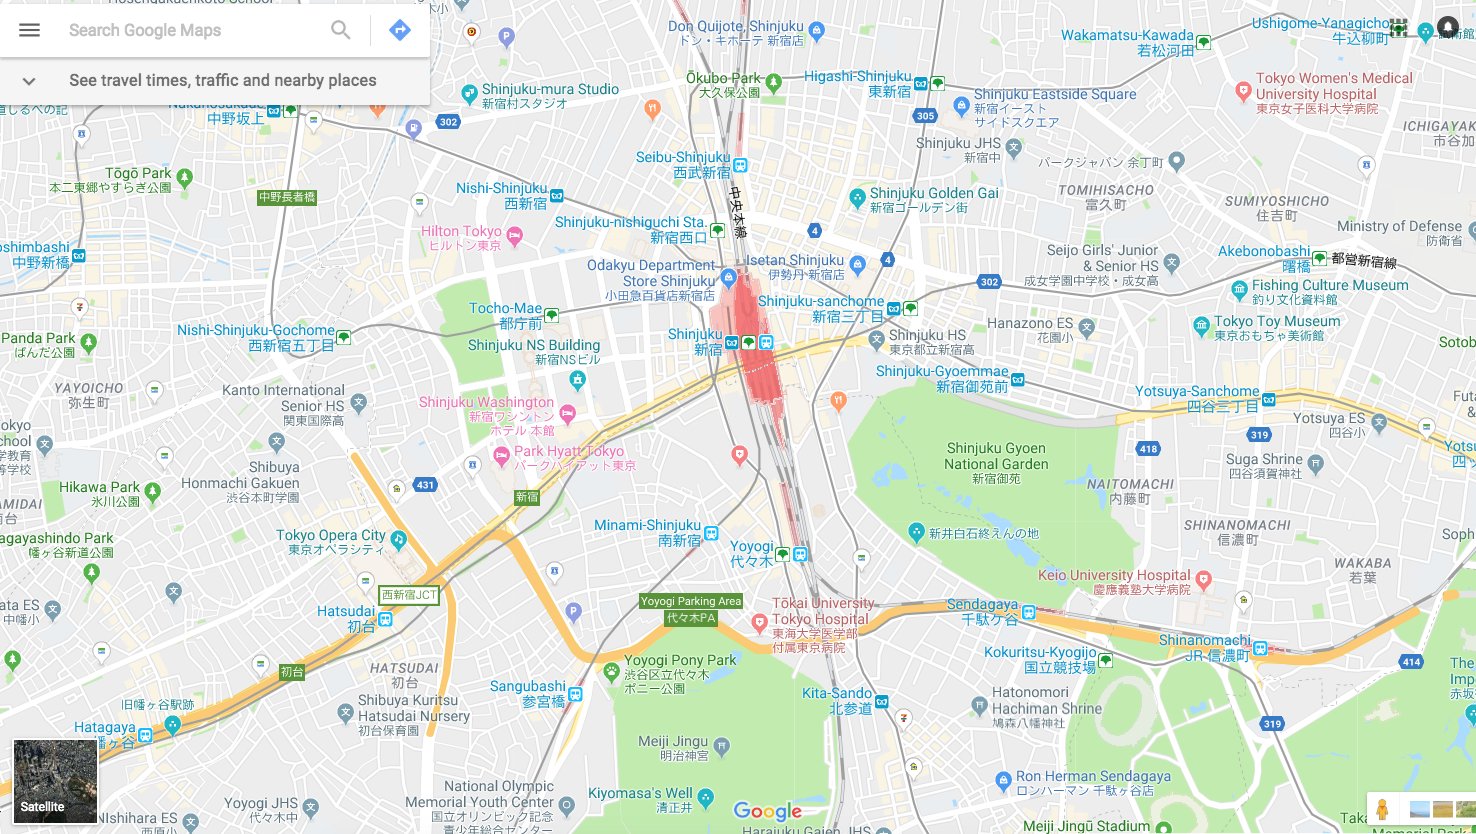 Search Google Maps
See travel times, traffic and nearby places
Don Quijote, Shinjuku
ドン・キホーテ 新宿店
Wakamatsu-Kawada
若松河田
Ushigome-Yanagicho
牛込柳町
Ōkubo Park
大久保公園
Higashi-Shinjuku
東新宿
Tokyo Women's Medical
University Hospital
東京女子医科大学病院
Shinjuku-mura Studio
新宿村スタジオ
Shinjuku Eastside Square
新宿イースト
サイドスクエア
中野坂上
302
305
Shinjuku JHS
新宿中
ICHIGAYAK
市谷加
Seibu-Shinjuku
西武新宿
パークジャパン 余丁町
Tōgō Park
本二東郷やすらぎ公園
中野長者橋
Nishi-Shinjuku
西新宿
中央本線
Shinjuku Golden Gai
新宿ゴールデン街
TOMIHISACHO
富久町
SUMIYOSHICHO
住吉町
Shinjuku-nishiguchi Sta.
新宿西口
4
Hilton Tokyo
ヒルトン東京
Ministry of Defense
防衛省
oshimbashi
中野新橋
Odakyu Department
Store Shinjuku
小田急百貨店新宿店
Isetan Shinjuku
伊勢丹 新宿店
4
Seijo Girls' Junior
& Senior HS
成女学園中学校・成女高
Akebonobashi
曙橋
都営新宿線
302
Fishing Culture Museum
釣り文化資料館
Tocho-Mae
都庁前
Shinjuku-sanchome
新宿三丁目
Nishi-Shinjuku-Gochome
西新宿五丁目
Panda Park
ぱんだ公園
Shinjuku
新宿
Shinjuku HS
東京都立新宿高
Hanazono ES
花園小
Tokyo Toy Museum
東京おもちゃ美術館
Shinjuku NS Building
新宿NSビル
Sotob
YAYOICHO
弥生町
Kanto International
Senior HS
関東国際高
Shinjuku-Gyoemmae
新宿御苑前
Yotsuya-Sanchome
四谷三丁目
Shinjuku Washington
新宿ワシントン
ホテル 本館
Yotsuya ES
四谷小
319
okyo
chool
学教育
等学校
Shibuya
Honmachi Gakuen
渋谷本町学園
Park Hyatt Tokyo
パークハイアット東京
Shinjuku Gyoen
National Garden
新宿御苑
418
Suga Shrine
四谷須賀神社
Hikawa Park
氷川公園
431
新宿
NAITOMACHI
内藤町
SHINANOMACHI
信濃町
Tokyo Opera City
東京オペラシティ
Minami-Shinjuku
南新宿
Yoyogi
代々木
新井白石終えんの地
agayashindo Park
幡ヶ谷新道公園
Keio University Hospital
慶應義塾大学病院
WAKABA
若葉
西新宿JCT
ata ES
中幡小
Hatsudai
初台
Yoyogi Parking Area
代々木PA
Tōkai University
Tokyo Hospital
東海大学医学部
付属東京病院
Sendagaya
千駄ケ谷
Shinanomachi
JR 信濃町
Kokuritsu-Kyogijo
国立競技場
414
初台
HATSUDAI
初台
Yoyogi Pony Park
渋谷区立代々木
ポニー公園
旧幡ヶ谷駅跡
Shibuya Kuritsu
Hatsudai Nursery
初台保育園
Sangubashi
参宮橋
Kita-Sando
北参道
Hatonomori
Hachiman Shrine
鳩森八幡神社
319
Hatagaya
幡ヶ谷
Meiji Jingu
明治神宮
Satellite
National Olympic
Memorial Youth Center
国立オリンピック記念
青少年総合センター
Kiyomasa's Well
清正井
Ron Herman Sendagaya
ロンハーマン 千駄ヶ谷店
Yoyogi JHS
代々木中
NIshihara ES
西原小
Google
Harajuku Gaien JHS
Meiji Jingū Stadium